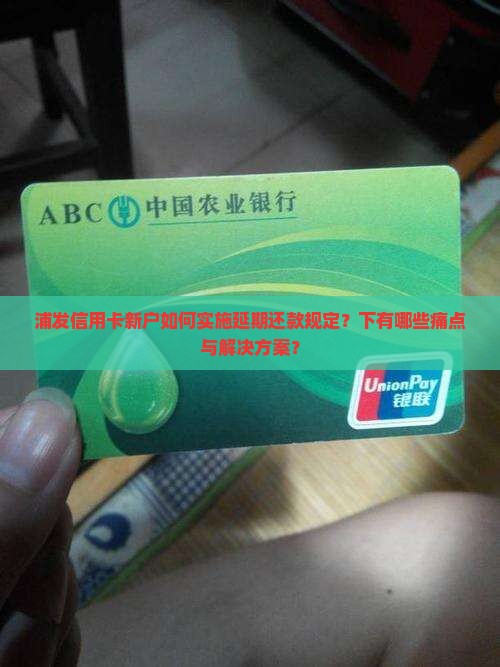 ABC 中国农业银行
浦发信用卡新户如何实施延期还款规定？下有哪些痛点
与解决方案？
UnionPay
银联